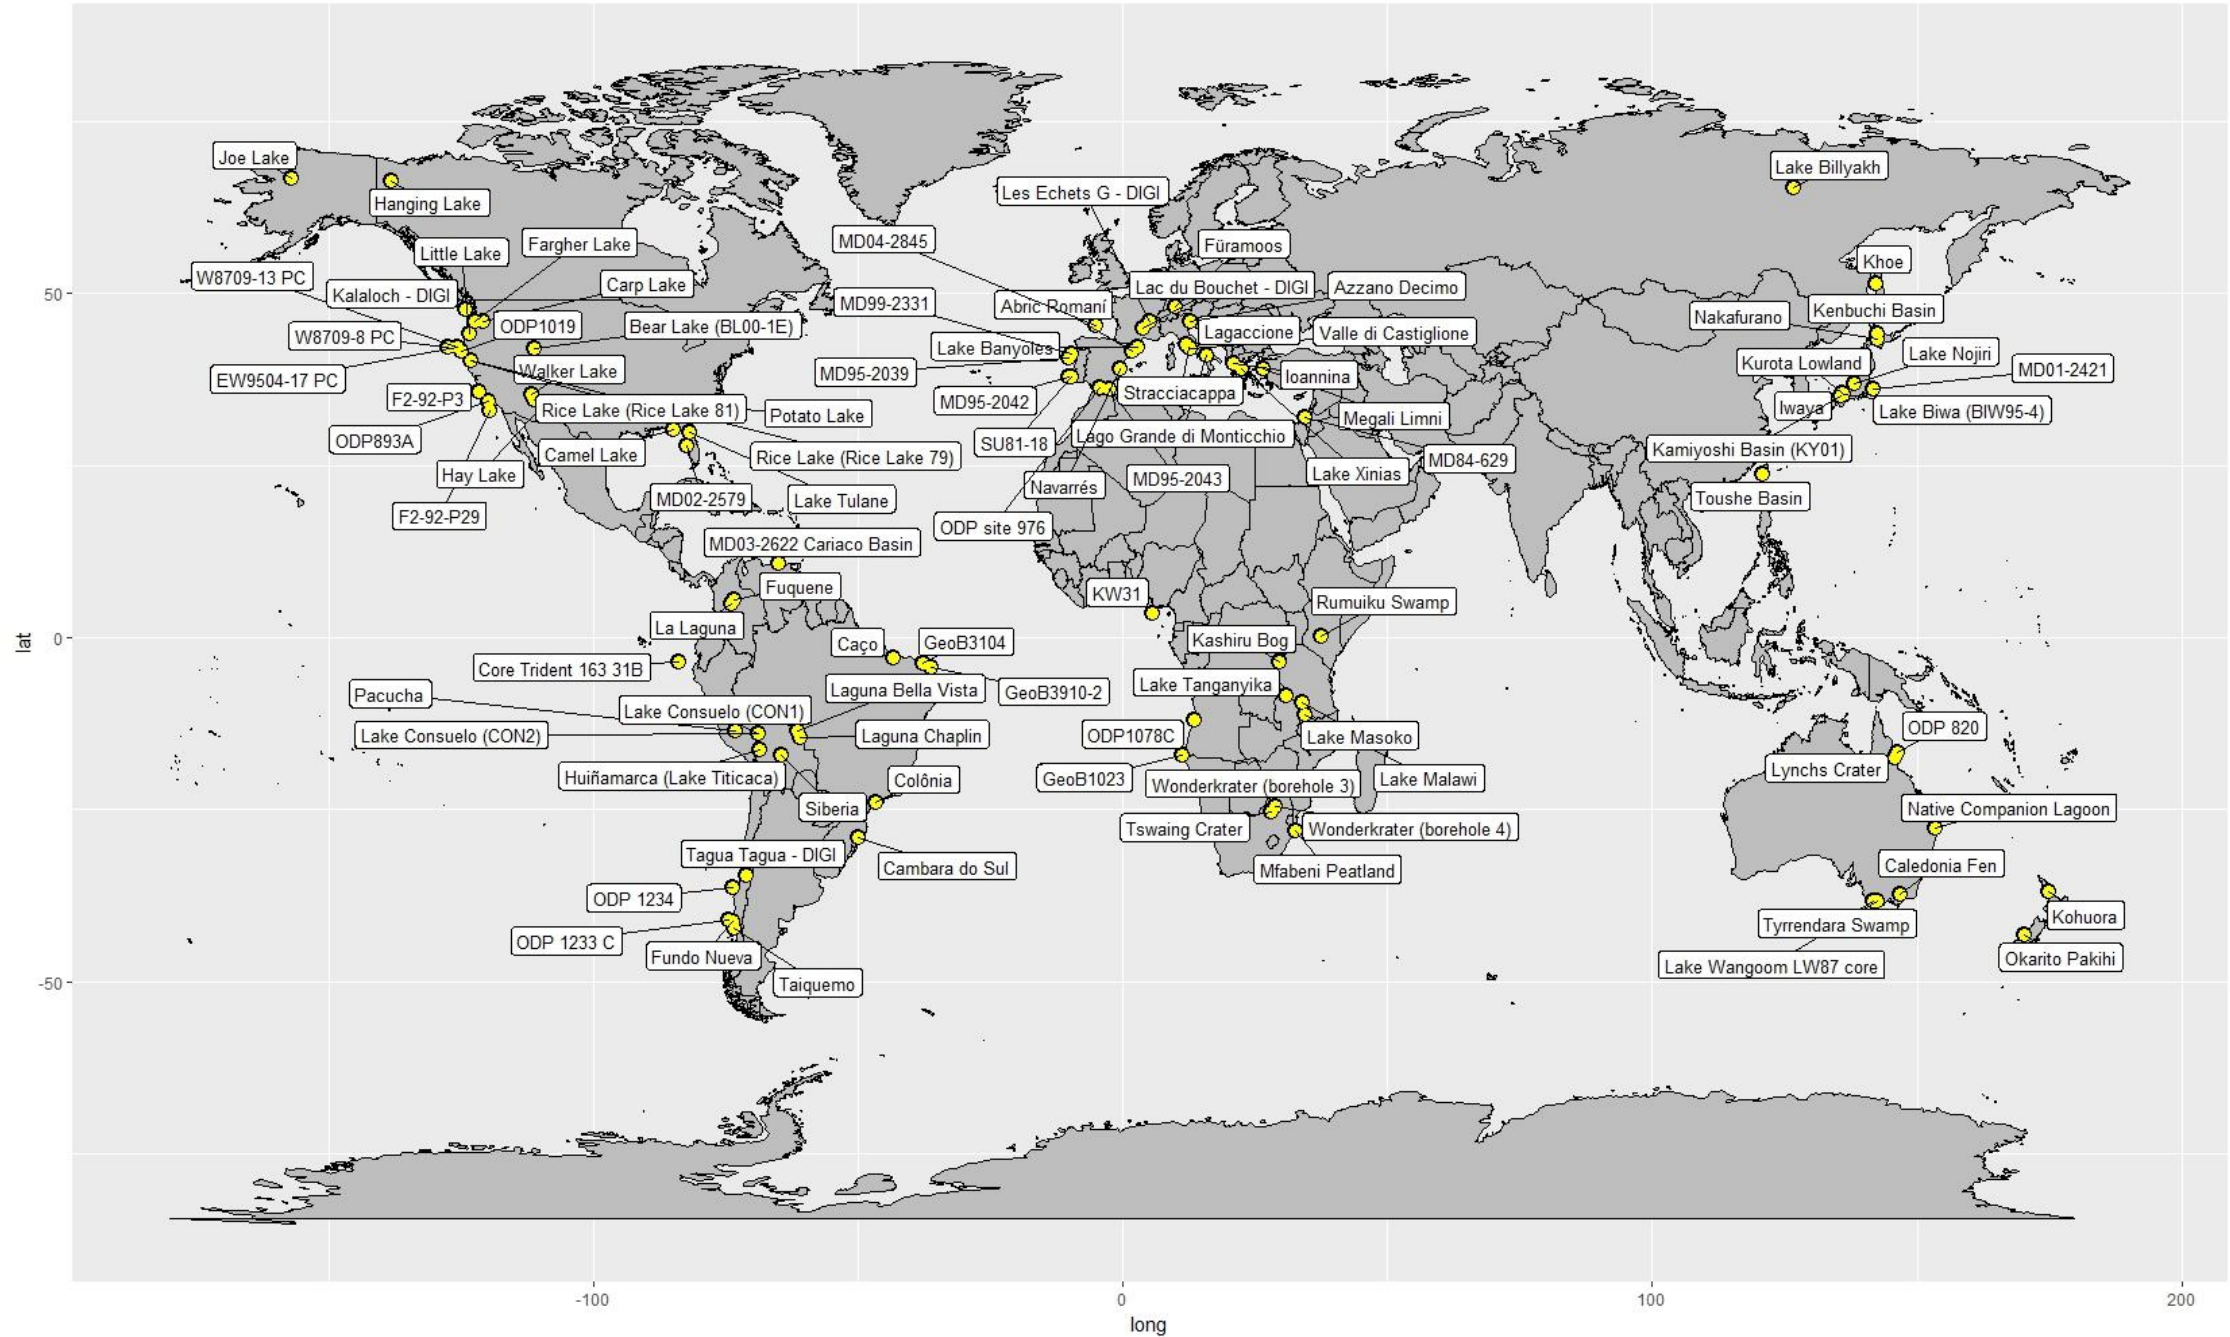 Joe Lake
Hanging Lake
Lake Billyakh
Les Echets G - DIGI
MD04-2845
Füramoos
Fargher Lake
Little Lake
Khoe
W8709-13 PC
Carp Lake
Lac du Bouchet - DIGI
Azzano Decimo
Kalaloch - DIGI
50
MD99-2331
Abric Romaní
Kenbuchi Basin
Nakafurano
ODP1019
Bear Lake (BL00-1E)
Lagaccione
Valle di Castiglione
W8709-8 PC
Lake Banyoles
Lake Nojiri
Kurota Lowland
EW9504-17 PC
Walker Lake
MD95-2039
Ioannina
MD01-2421
F2-92-P3
Stracciacappa
MD95-2042
Iwaya
Lake Biwa (BIW95-4)
Rice Lake (Rice Lake 81)
Potato Lake
Megali Limni
ODP893A
SU81-18
Lago Grande di Monticchio
Camel Lake
Rice Lake (Rice Lake 79)
MD84-629
Kamiyoshi Basin (KY01)
Hay Lake
Lake Xinias
MD95-2043
Navarrés
MD02-2579
Lake Tulane
Toushe Basin
F2-92-P29
ODP site 976
MD03-2622 Cariaco Basin
Fuquene
KW31
Rumuiku Swamp
La Laguna
0
lat
Caço
GeoB3104
Kashiru Bog
Core Trident 163 31B
Pacucha
Laguna Bella Vista
GeoB3910-2
Lake Tanganyika
Lake Consuelo (CON1)
Lake Consuelo (CON2)
Laguna Chaplin
ODP1078C
Lake Masoko
ODP 820
Huiñamarca (Lake Titicaca)
Colônia
GeoB1023
Wonderkrater (borehole 3)
Lake Malawi
Lynchs Crater
Siberia
Native Companion Lagoon
Tswaing Crater
Wonderkrater (borehole 4)
Tagua Tagua - DIGI
Cambara do Sul
Mfabeni Peatland
Caledonia Fen
ODP 1234
Kohuora
Tyrrendara Swamp
ODP 1233 C
Fundo Nueva
Okarito Pakihi
Lake Wangoom LW87 core
Taiquemo
-50
-100
0
100
200
long